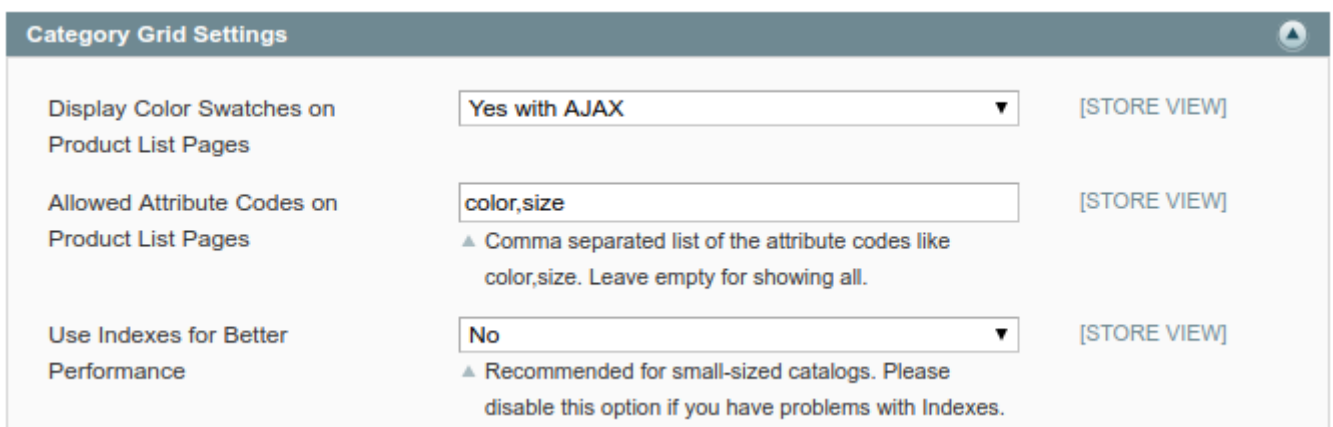 Category Grid Settings
Display Color Swatches on Yes with AJAX [STORE VIEW]
Product List Pages
Allowed Attribute Codes on color,size [STORE VIEW]
Product List Pages Comma separated list of the attribute codes like
color,size. Leave empty for showing all.
Use Indexes for Better No [STORE VIEW]
Performance Recommended for small-sized catalogs. Please
disable this option if you have problems with Indexes.